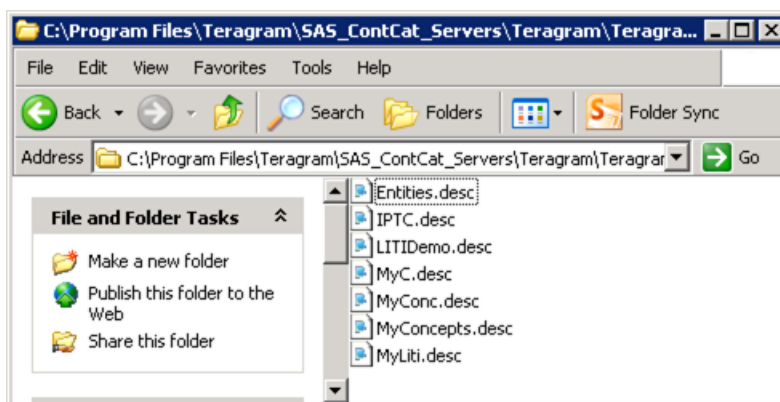 C:\Program Files\Teragram\SAS_ContCat_Servers\Teragram\Teragra...
File Edit View Favorites Tools Help
Back Search Folders Folder Sync
Address C:\Program Files\Teragram\SAS_ContCat_Servers\Teragram\Teragrar Go
File and Folder Tasks
Make a new folder
Publish this folder to the
Web
Share this folder
Entities.desc
IPTC.desc
LITIDemo.desc
MyC.desc
MyConc.desc
MyConcepts.desc
MyLiti.desc